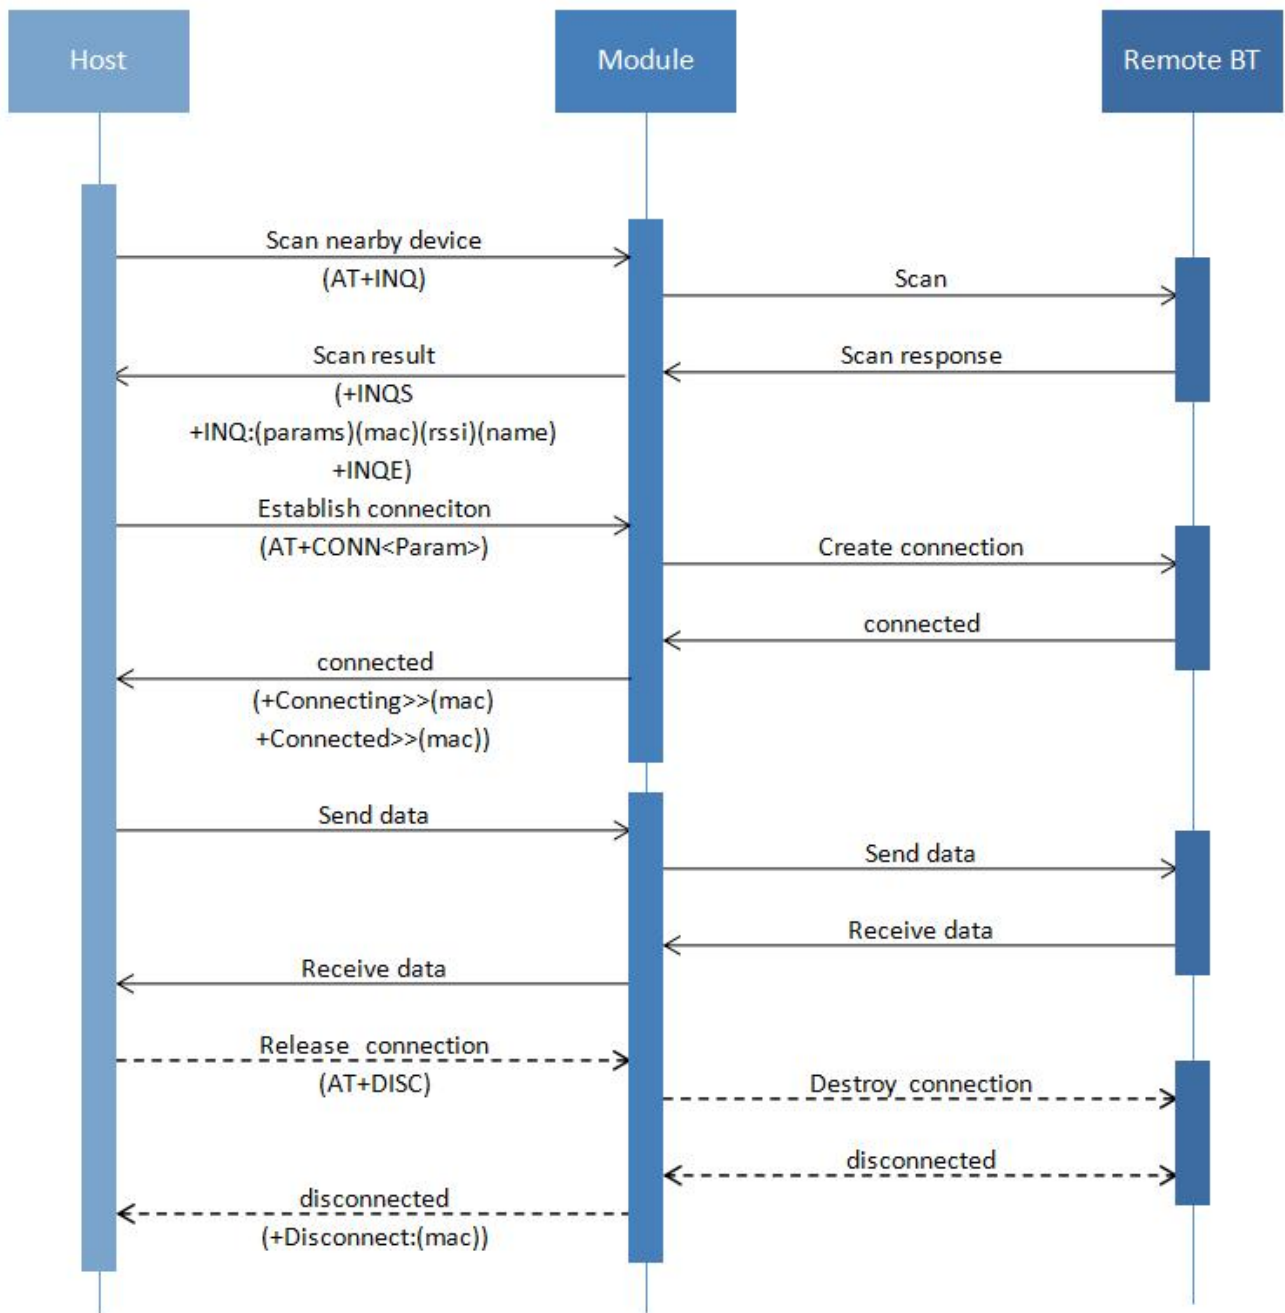 Host
Module
Remote BT
Scan nearby device
(AT+INQ)
Scan
Scan result
Scan response
(+INQS
+INQ:(params)(mac)(rssi)(name)
+INQE)
Establish conneciton
(AT+CONN<Param>)
Create connection
connected
connected
(+Connecting>>(mac)
+Connected>>(mac))
Send data
Send data
Receive data
Receive data
Release connection
(AT+DISC)
Destroy connection
disconnected
disconnected
(+Disconnect:(mac))